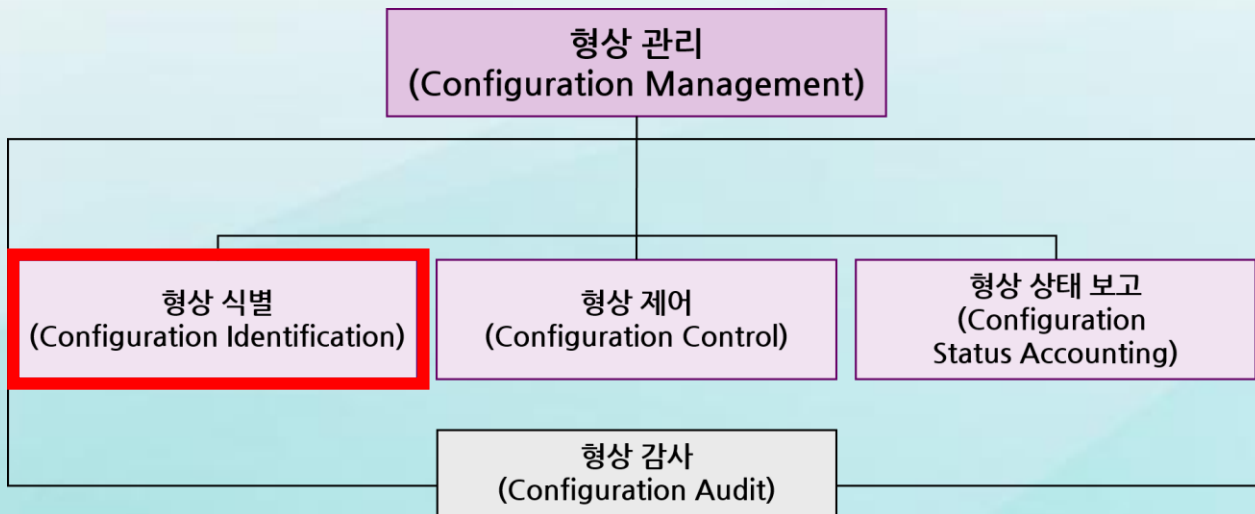 형상 관리
(Configuration Management)
형상 식별
(Configuration Identification)
형상 제어
(Configuration Control)
형상 상태 보고
(Configuration
Status Accounting)
형상 감사
(Configuration Audit)